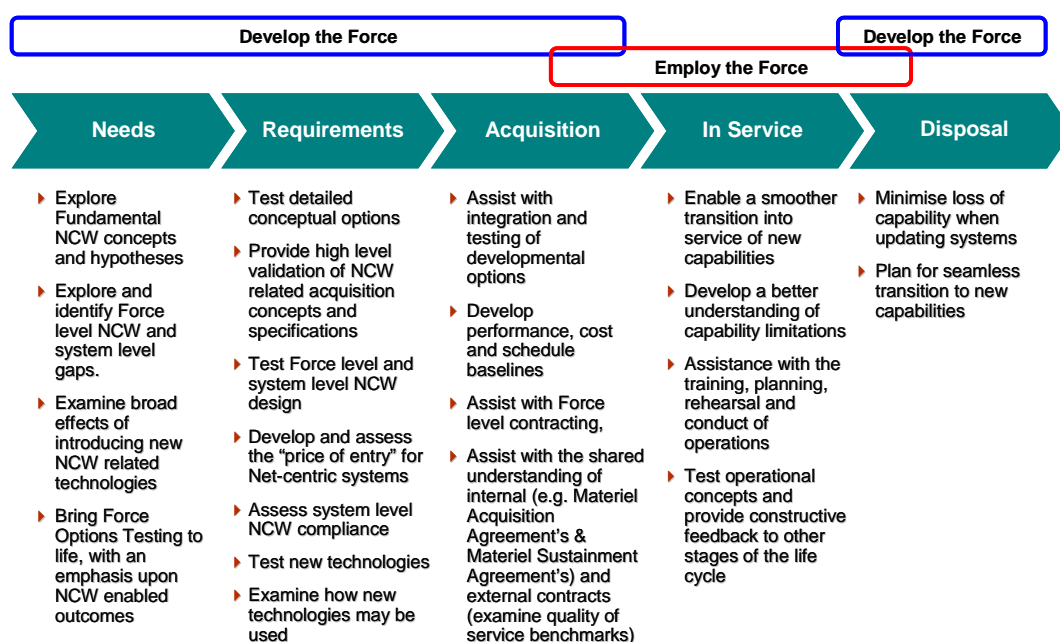 Develop the Force
Develop the Force
Employ the Force
Needs
Requirements
Acquisition
In Service
Disposal
Explore
Fundamental
NCW concepts
and hypotheses
Explore and
identify Force
level NCW and
system level
gaps.
Examine broad
effects of
introducing new
NCW related
technologies
Bring Force
Options Testing to
life, with an
emphasis upon
NCW enabled
outcomes
Test detailed
conceptual options
Provide high level
validation of NCW
related acquisition
concepts and
specifications
Test Force level and
system level NCW
design
Develop and assess
the “price of entry” for
Net-centric systems
Assess system level
NCW compliance
Test new technologies
Examine how new
technologies may be
used
Assist with
integration and
testing of
developmental
options
Develop
performance, cost
and schedule
baselines
Assist with Force
level contracting,
Assist with the shared
understanding of
internal (e.g. Materiel
Acquisition
Agreement’s &
Materiel Sustainment
Agreement’s) and
external contracts
(examine quality of
service benchmarks)
Enable a smoother
transition into
service of new
capabilities
Develop a better
understanding of
capability limitations
Assistance with the
training, planning,
rehearsal and
conduct of
operations
Test operational
concepts and
provide constructive
feedback to other
stages of the life
cycle
Minimise loss of
capability when
updating systems
Plan for seamless
transition to new
capabilities